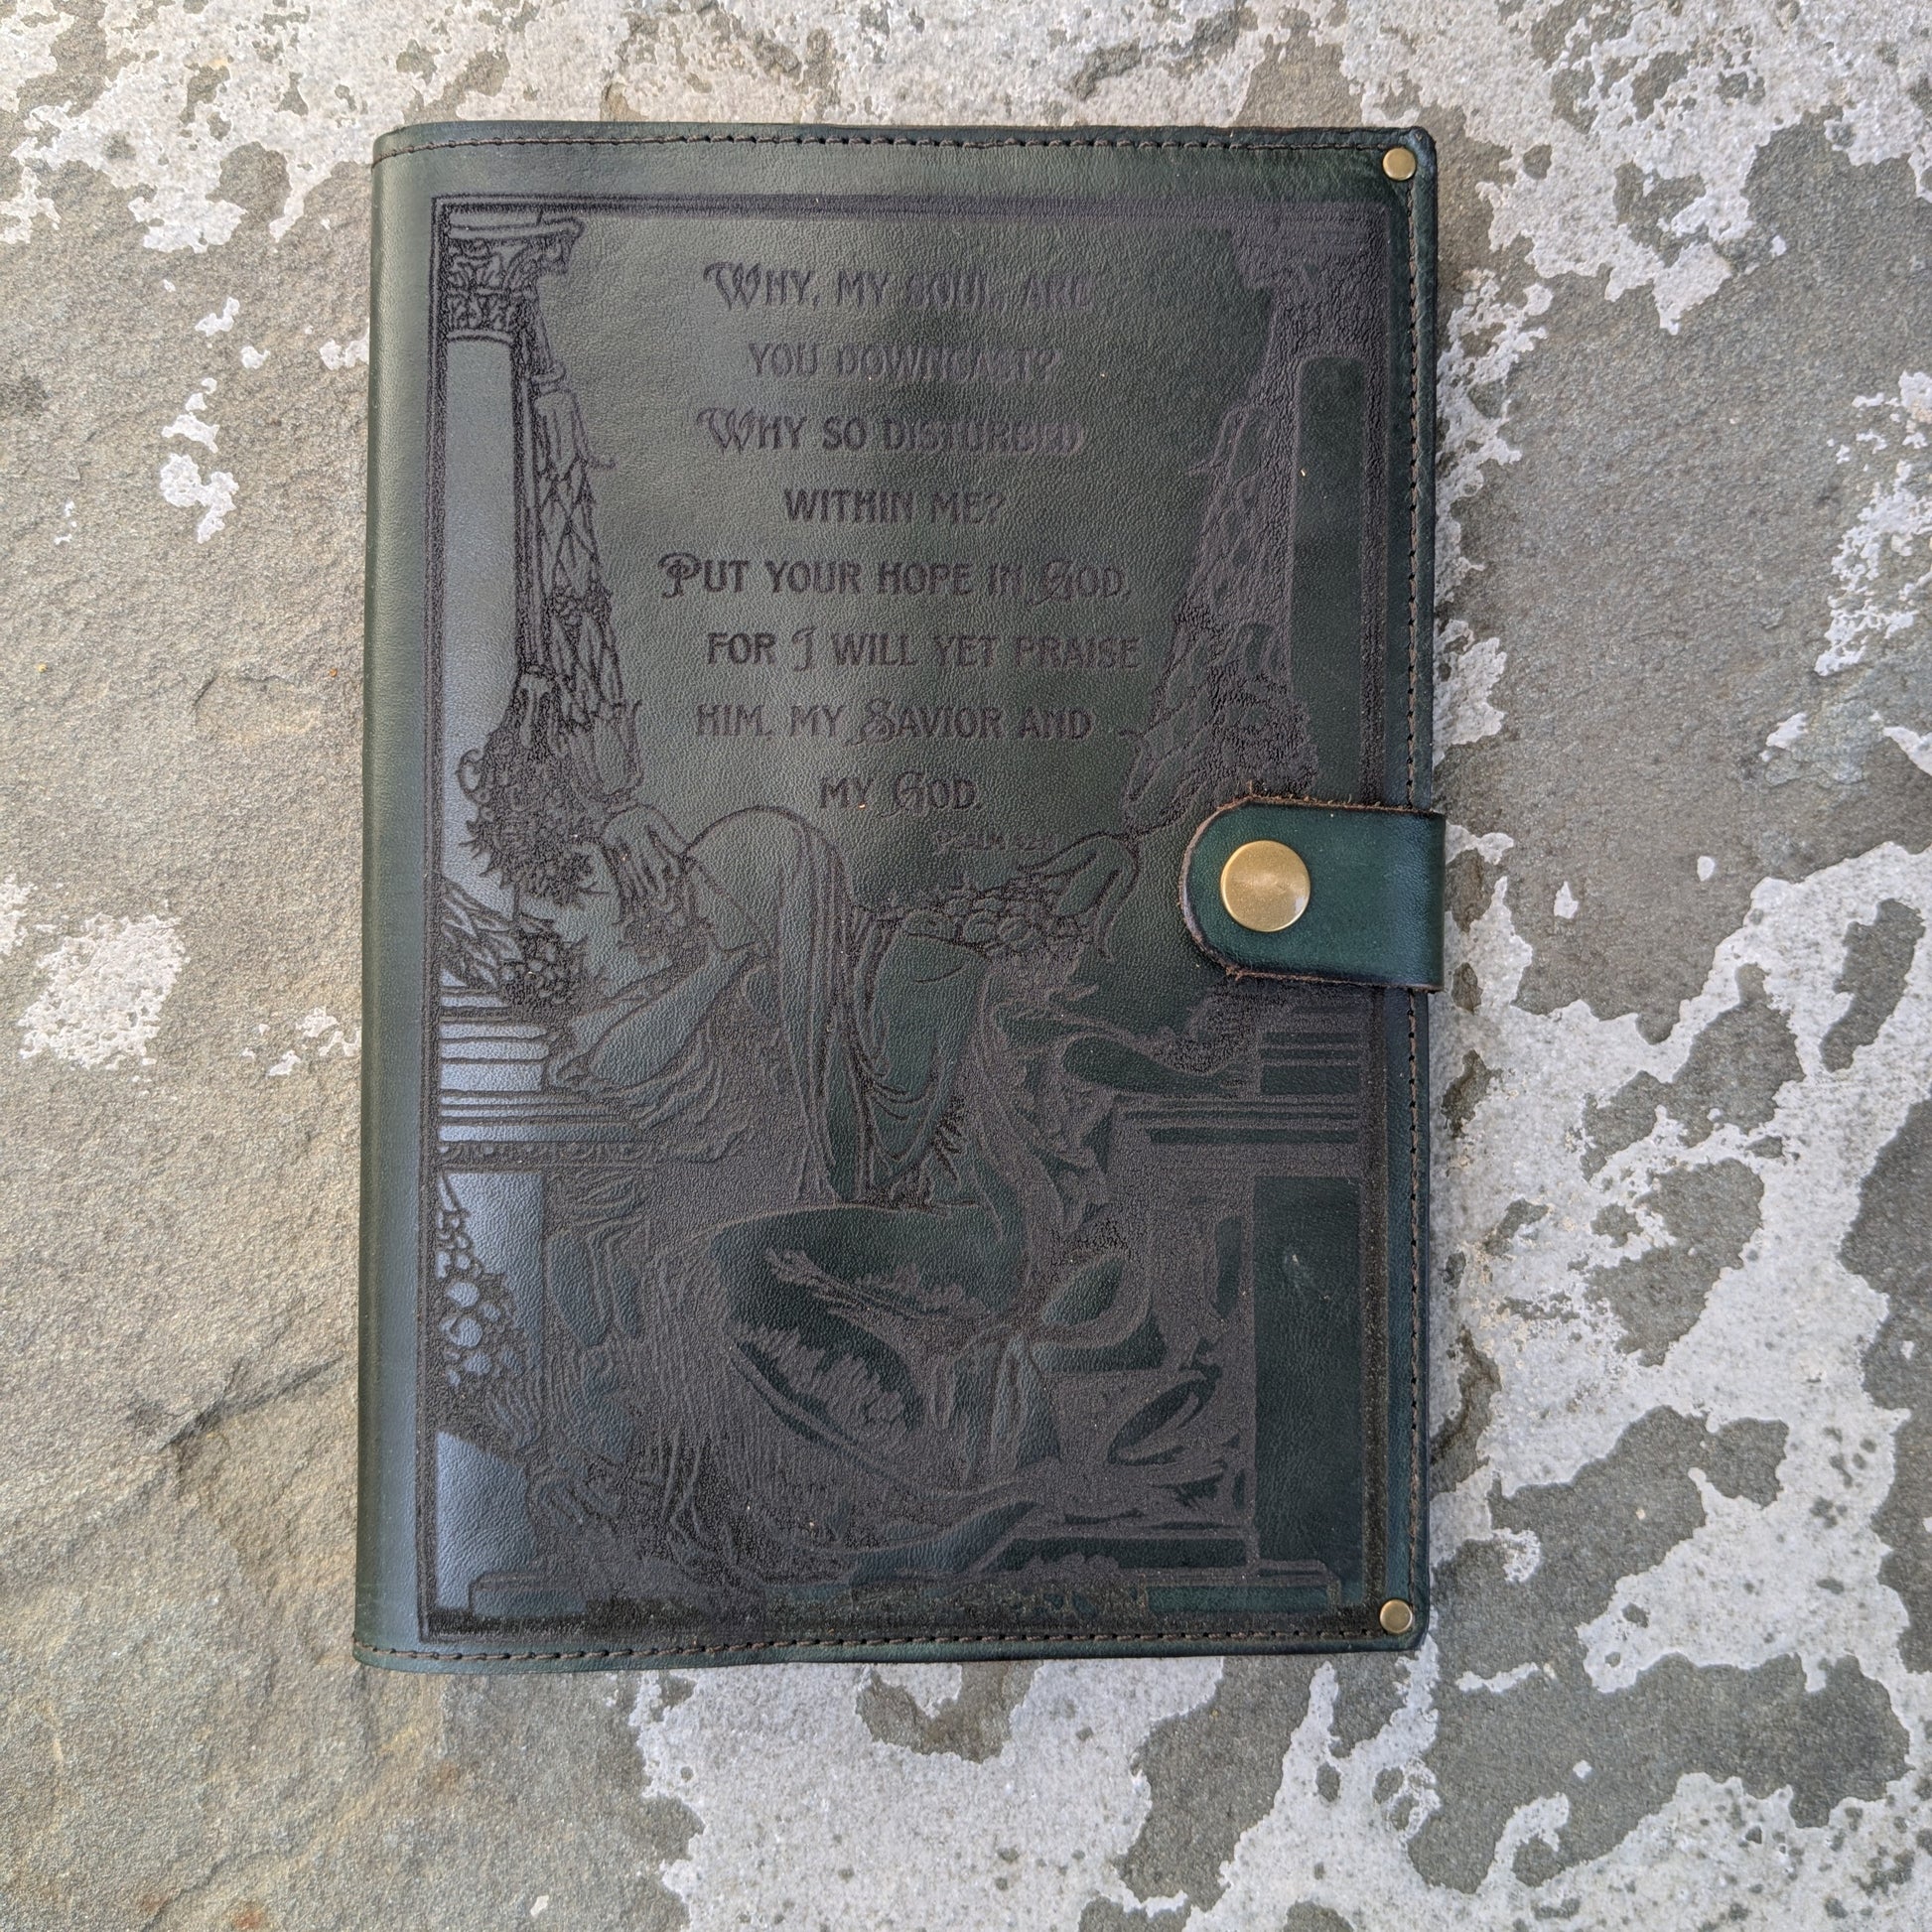 Why, my soul, are
you downcast?
Why so disturbed
within me?
Put your hope in God,
for I will yet praise
him, my Savior and
my God.
Psalm